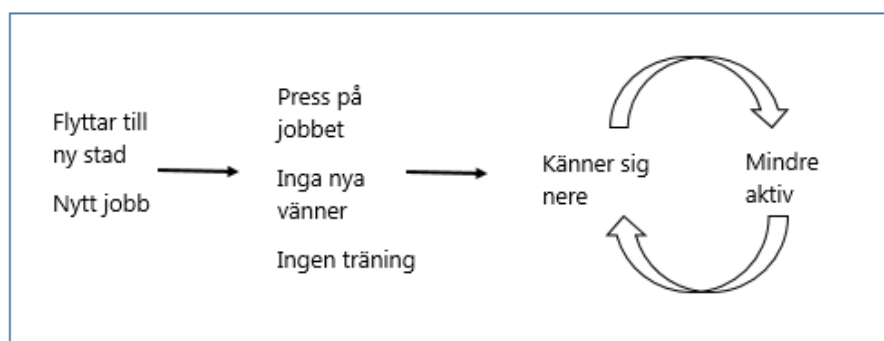 Flyttar till
ny stad
Nytt jobb
Press på
jobbet
Inga nya
vänner
Ingen träning
Känner sig
nere
Mindre
aktiv